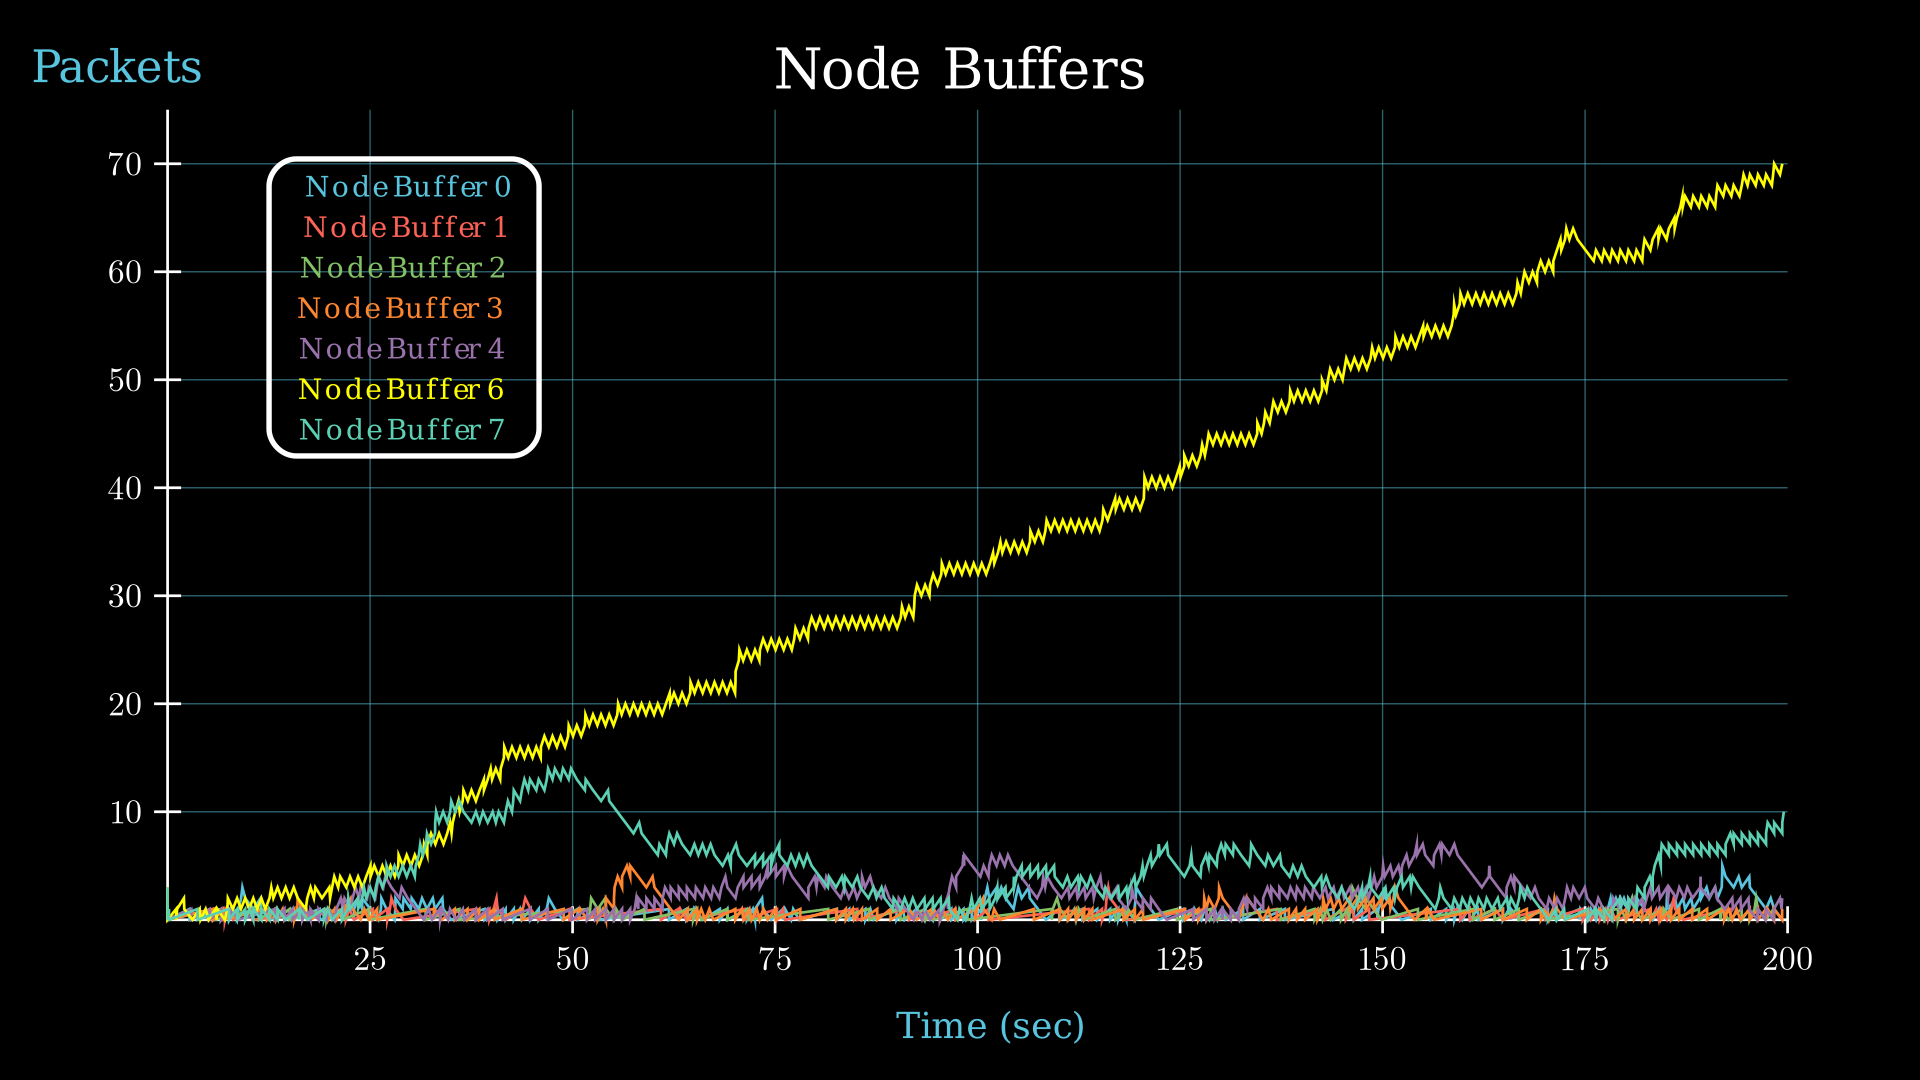 Packets
Node Buffers
70
60
50
40
30
20
10
Node Buffer 0
Node Buffer 1
Node Buffer 2
Node Buffer 3
Node Buffer 4
Node Buffer 6
Node Buffer 7
25 50 75 100 125 150 175 200
Time (sec)